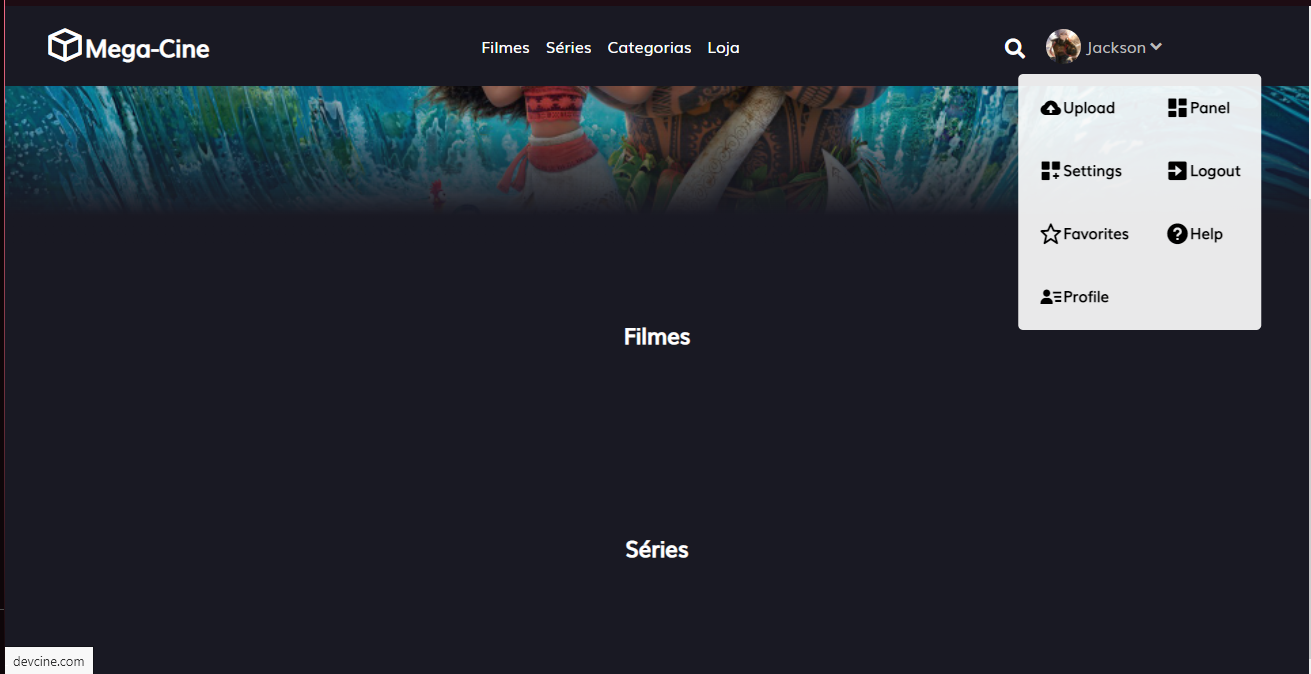 Mega-Cine
Filmes Séries Categorias Loja
Jackson
Upload Panel
Settings Logout
Favorites Help
Profile
Filmes
Séries
devcine.com